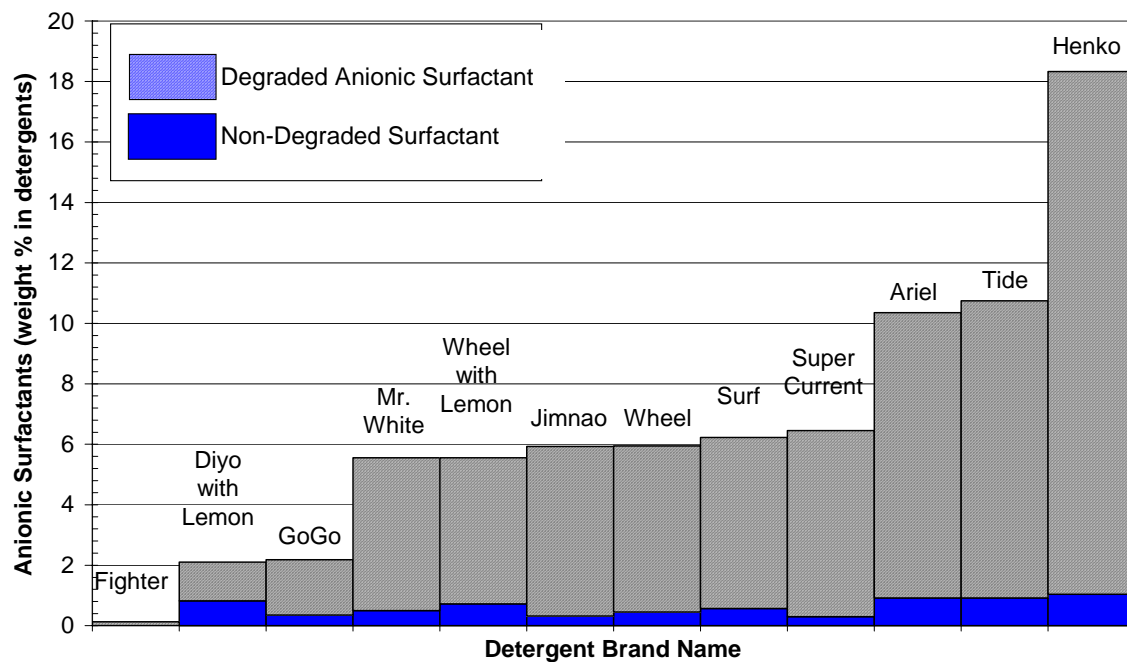 Anionic Surfactants (weight % in detergents)
20
18
16
14
12
10
8
6
4
2
0
Degraded Anionic Surfactant
Non-Degraded Surfactant
Fighter
Diyo
with
Lemon
GoGo
Mr.
White
Wheel
with
Lemon
Jimnao
Wheel
Surf
Super
Current
Ariel
Tide
Henko
Detergent Brand Name